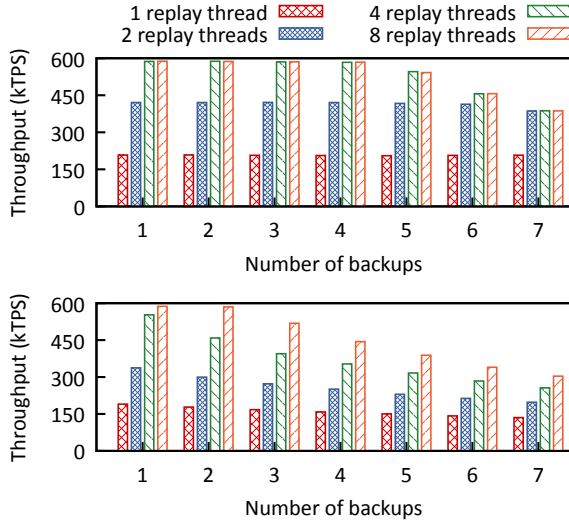 1 replay thread 4 replay threads
2 replay threads 8 replay threads
Throughput (kTPS)
600
450
300
150
0
1 2 3 4 5 6 7
Number of backups
Throughput (kTPS)
600
450
300
150
0
1 2 3 4 5 6 7
Number of backups